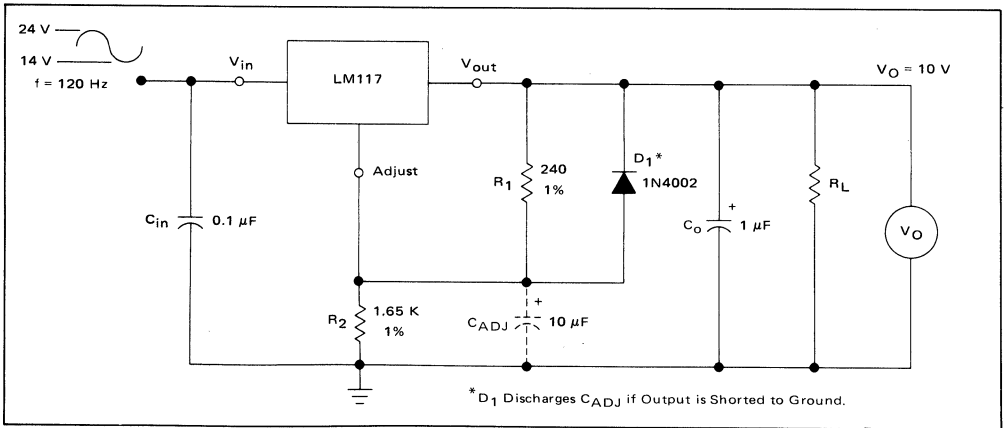 24 V
14 V
f = 120 Hz
Vin
LM117
Vout
VO = 10 V
Adjust
Cin 0.1 μF
R1 240
1%
D1*
1N4002
Co + 1 μF
RL
VO
R2 1.65 K
1%
CADJ + 10 μF
*D1 Discharges CADJ if Output is Shorted to Ground.